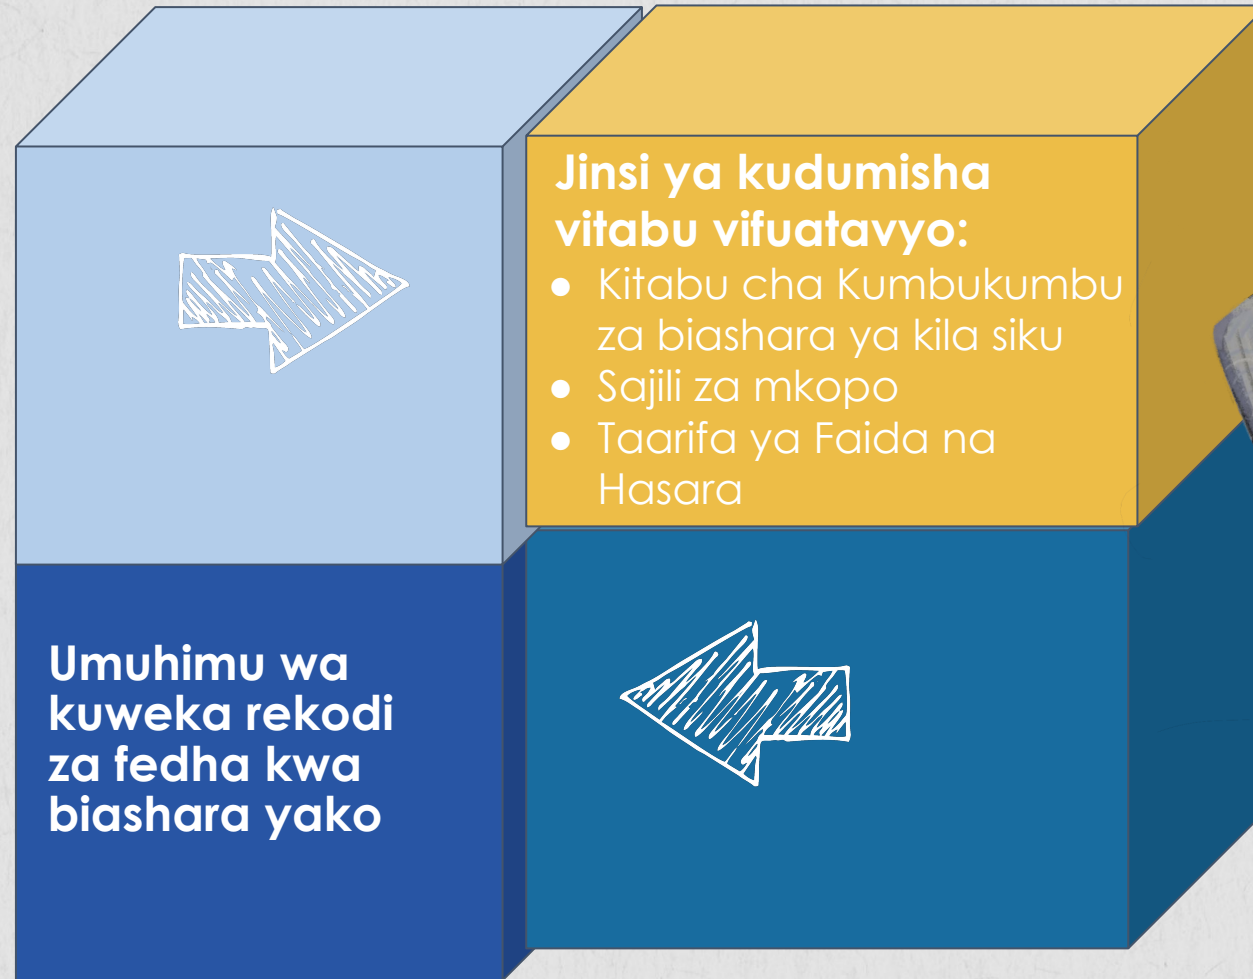 Jinsi ya kudumisha
vitabu vifuatavyo:
● Kitabu cha Kumbukumbu
za biashara ya kila siku
● Sajili za mkopo
● Taarifa ya Faida na
Hasara
Umuhimu wa
kuweka rekodi
za fedha kwa
biashara yako